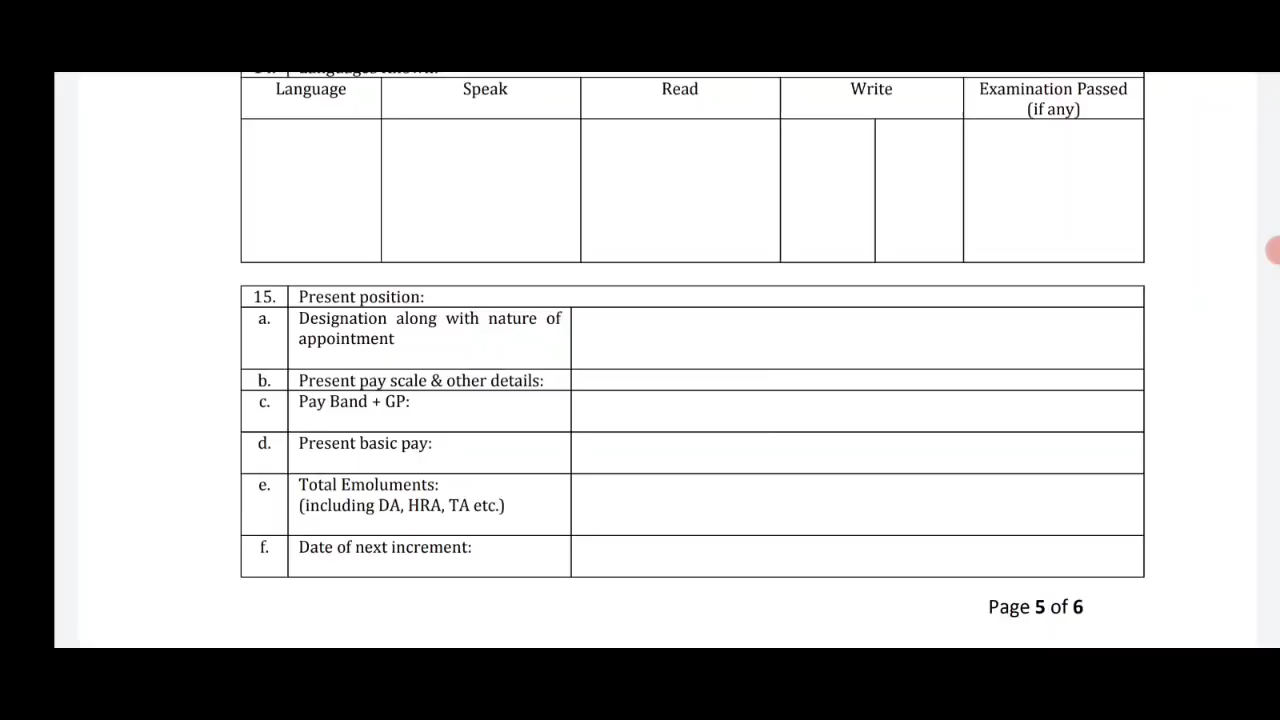 Language Speak Read Write Examination Passed
(if any)
15. Present position:
a. Designation along with nature of
appointment
b. Present pay scale & other details:
c. Pay Band + GP:
d. Present basic pay:
e. Total Emoluments:
(including DA, HRA, TA etc.)
f. Date of next increment:
Page 5 of 6